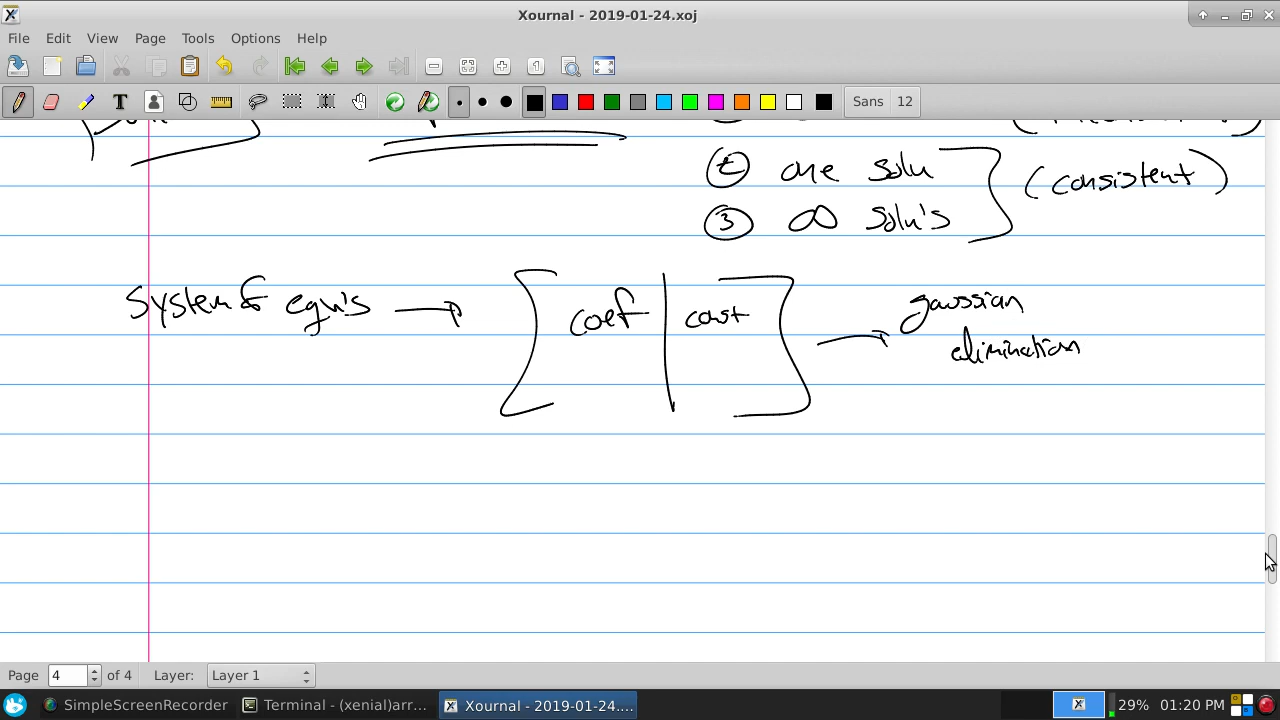 Xournal - 2019-01-24.xoj
File Edit View Page Tools Options Help
Sans 12
② one solu
(consistent)
③ ∞ solu's
System of eqn's → [ coef | const ] → gaussian
elimination
Page 4 of 4 Layer: Layer 1
SimpleScreenRecorder Terminal - (xenial)arr... Xournal - 2019-01-24.... 29% 01:20 PM